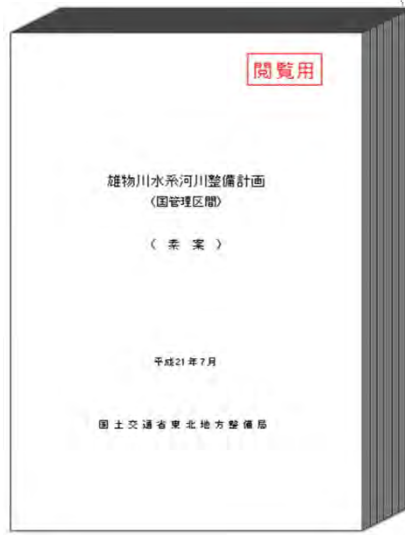 閲覧用
雄物川水系河川整備計画
〈国管理区間〉
( 素 案 )
平成21年7月
国土交通省東北地方整備局